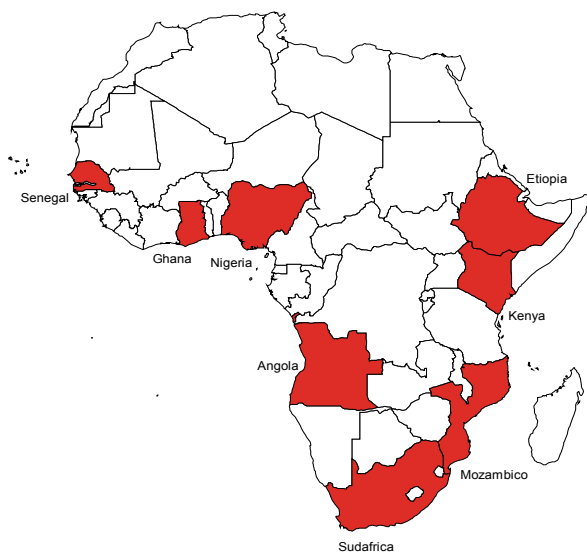 Etiopia
Senegal
Ghana
Nigeria
Kenya
Angola
Mozambico
Sudafrica